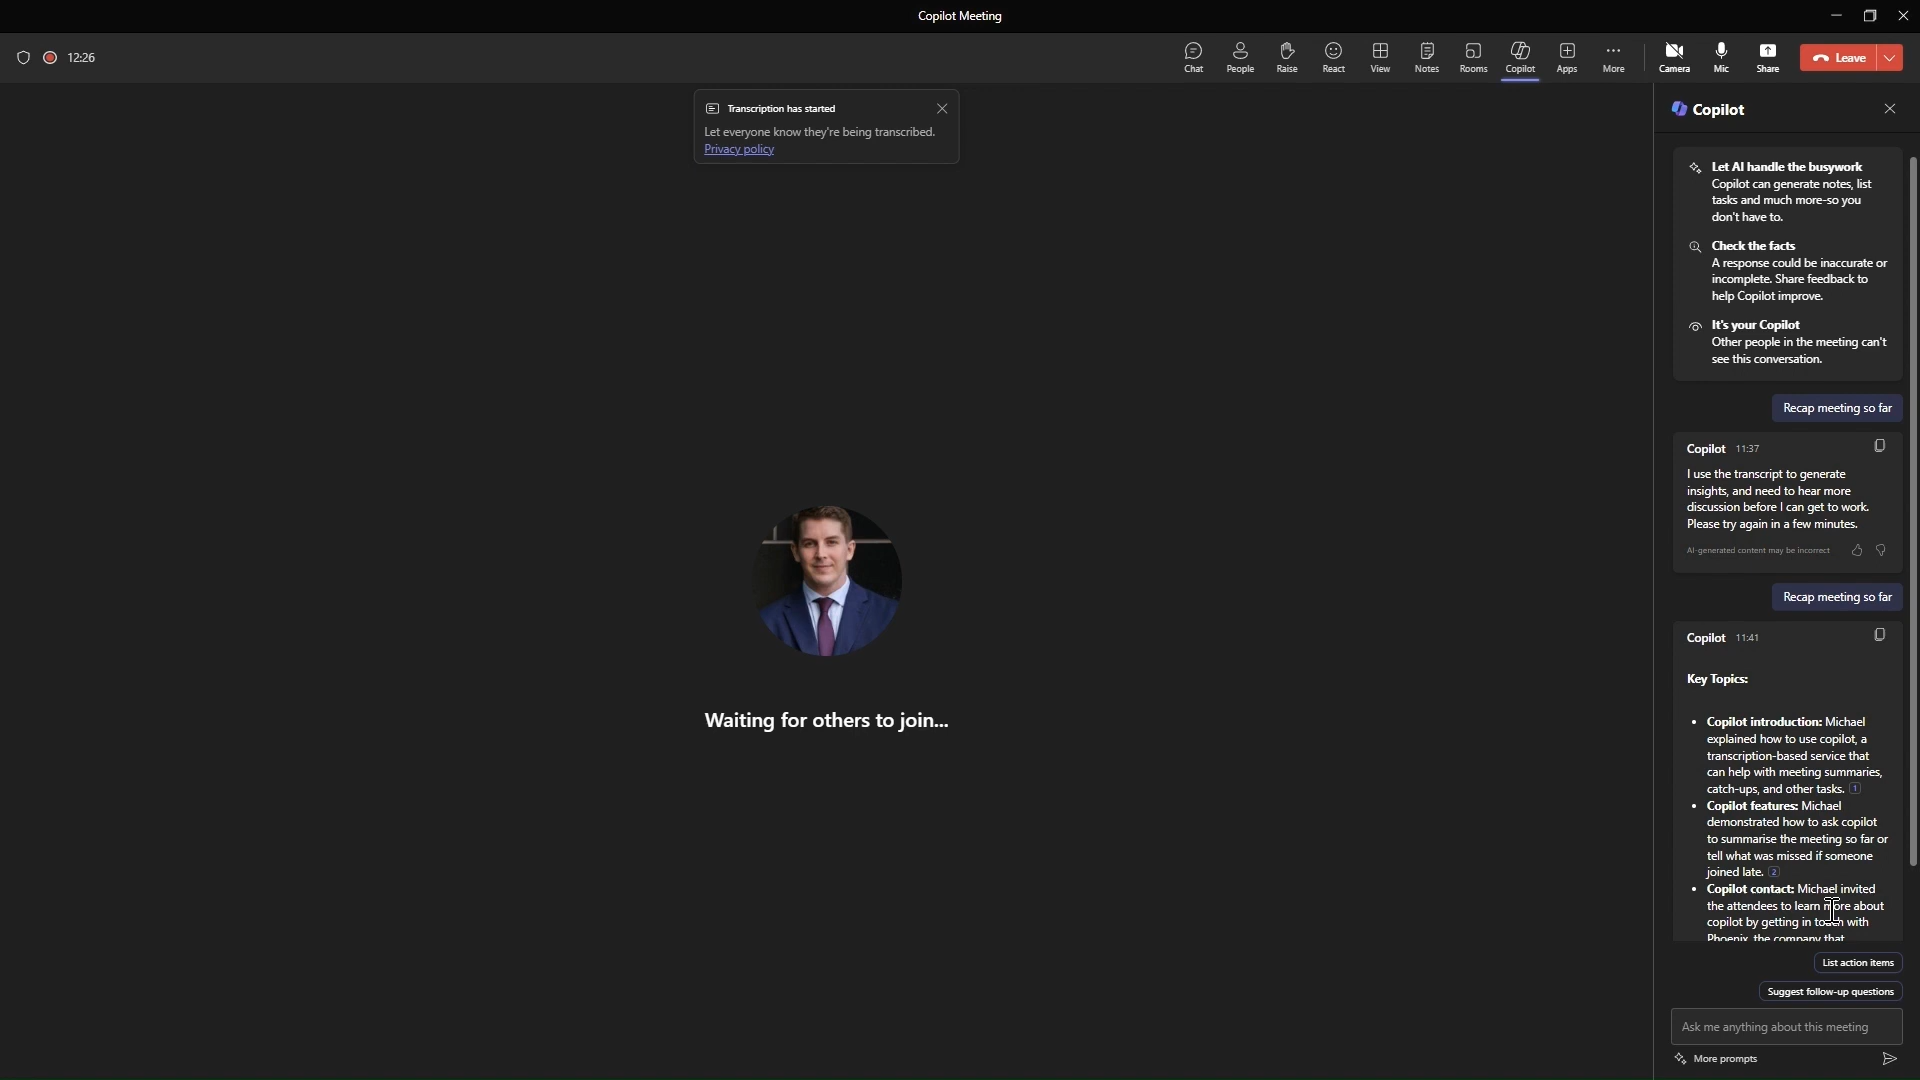 Copilot Meeting
12:26
Chat People Raise React View Notes Rooms Copilot Apps More Camera Mic Share Leave
Transcription has started
Let everyone know they're being transcribed.
Privacy policy
Waiting for others to join...
Copilot
Let AI handle the busywork
Copilot can generate notes, list
tasks and much more-so you
don't have to.
Check the facts
A response could be inaccurate or
incomplete. Share feedback to
help Copilot improve.
It's your Copilot
Other people in the meeting can't
see this conversation.
Recap meeting so far
Copilot 11:37
I use the transcript to generate
insights, and need to hear more
discussion before I can get to work.
Please try again in a few minutes.
AI-generated content may be incorrect
Recap meeting so far
Copilot 11:41
Key Topics:
• Copilot introduction: Michael
explained how to use copilot, a
transcription-based service that
can help with meeting summaries,
catch-ups, and other tasks. 1
• Copilot features: Michael
demonstrated how to ask copilot
to summarise the meeting so far or
tell what was missed if someone
joined late. 2
• Copilot contact: Michael invited
the attendees to learn more about
copilot by getting in touch with
Phoenix, the company that
List action items
Suggest follow-up questions
Ask me anything about this meeting
More prompts